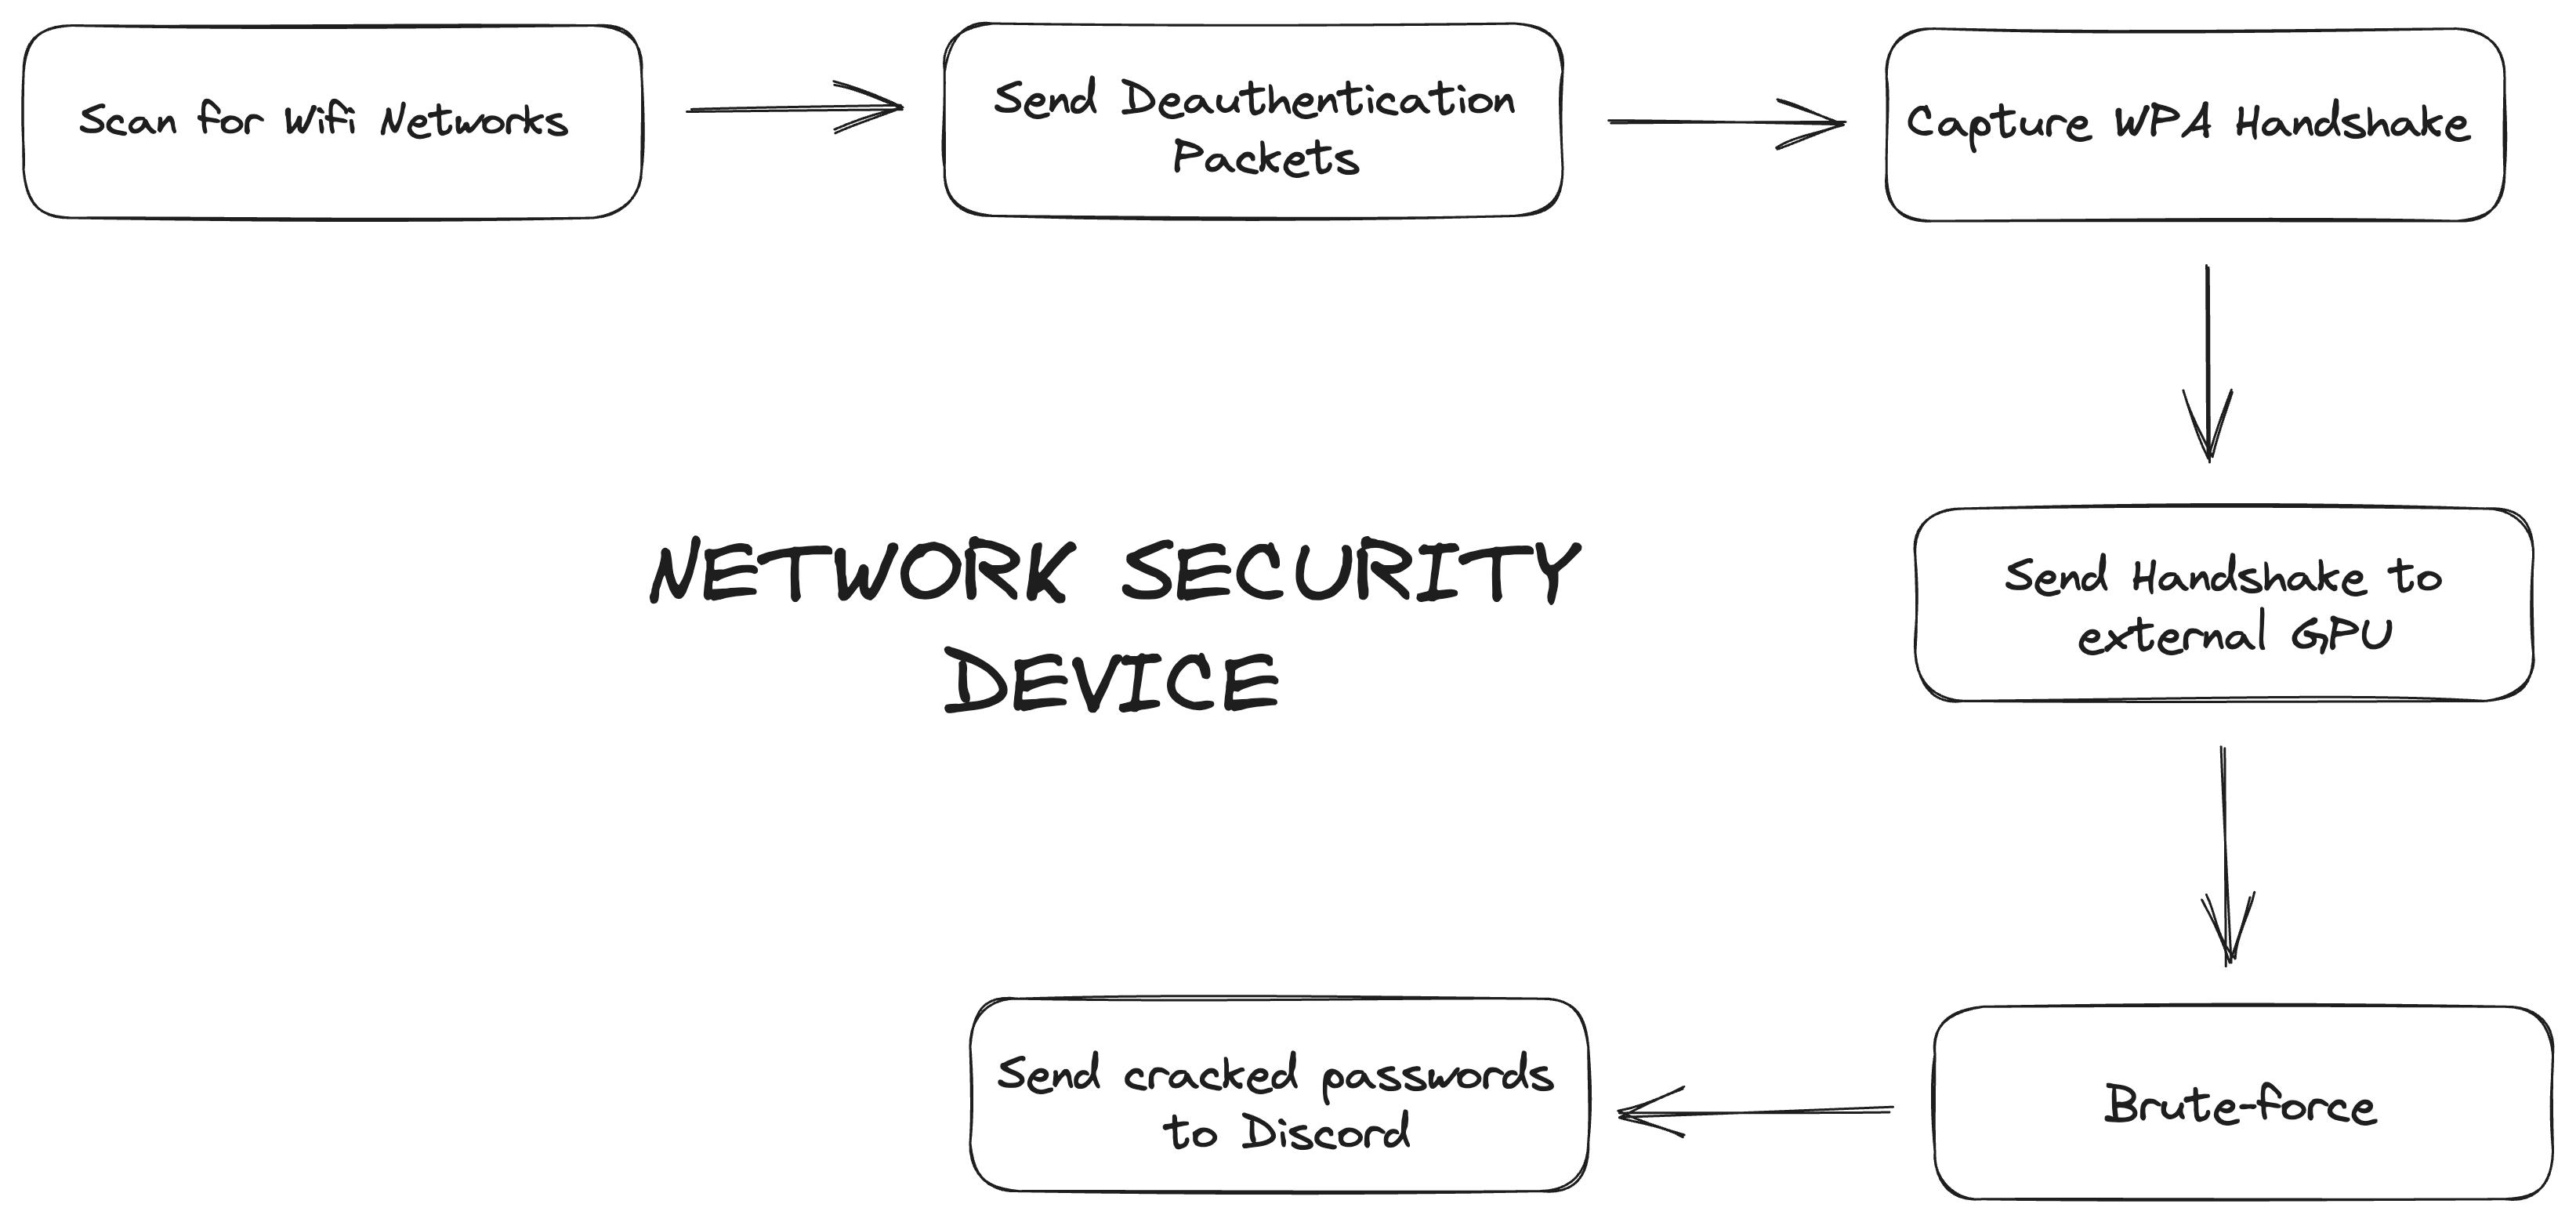 Scan for Wifi Networks
Send Deauthentication
Packets
Capture WPA Handshake
Send Handshake to
external GPU
Brute-force
Send cracked passwords
to Discord
NETWORK SECURITY
DEVICE